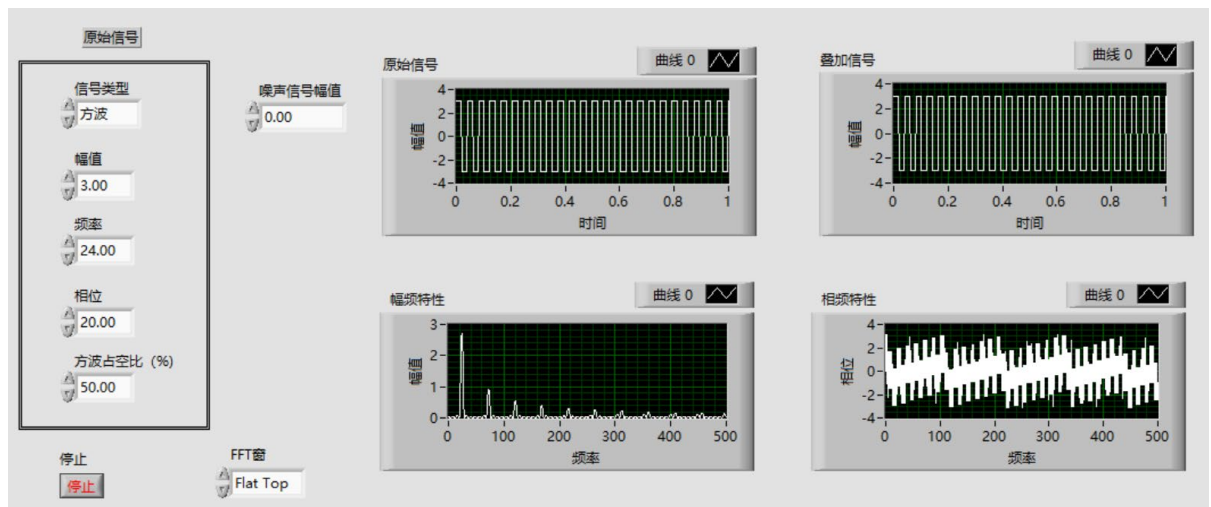 原始信号
信号类型
方波
幅值
3.00
频率
24.00
相位
20.00
方波占空比（%）
50.00
噪声信号幅值
0.00
停止
停止
FFT窗
Flat Top
原始信号
曲线 0
幅值
4
2
0
-2
-4
0 0.2 0.4 0.6 0.8 1
时间
叠加信号
曲线 0
幅值
4
2
0
-2
-4
0 0.2 0.4 0.6 0.8 1
时间
幅频特性
曲线 0
幅值
3
2
1
0
0 100 200 300 400 500
频率
相频特性
曲线 0
相位
4
2
0
-2
-4
0 100 200 300 400 500
频率